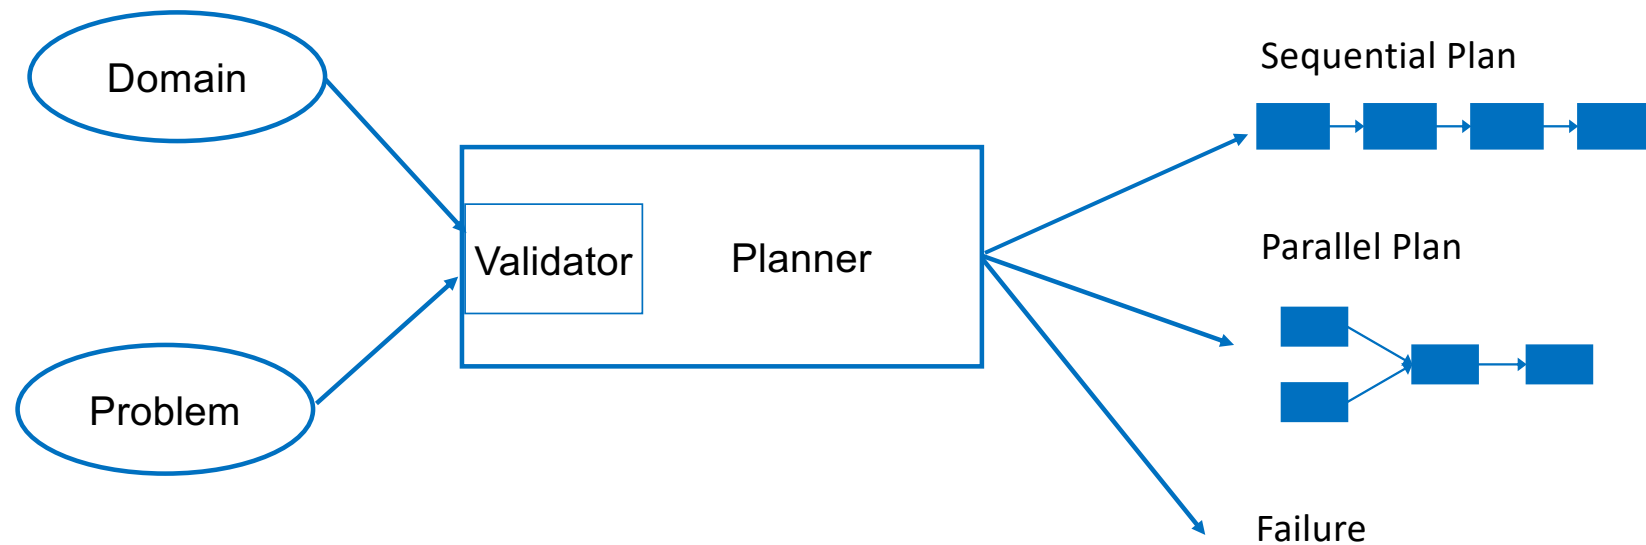 Domain
Problem
Validator
Planner
Sequential Plan
Parallel Plan
Failure